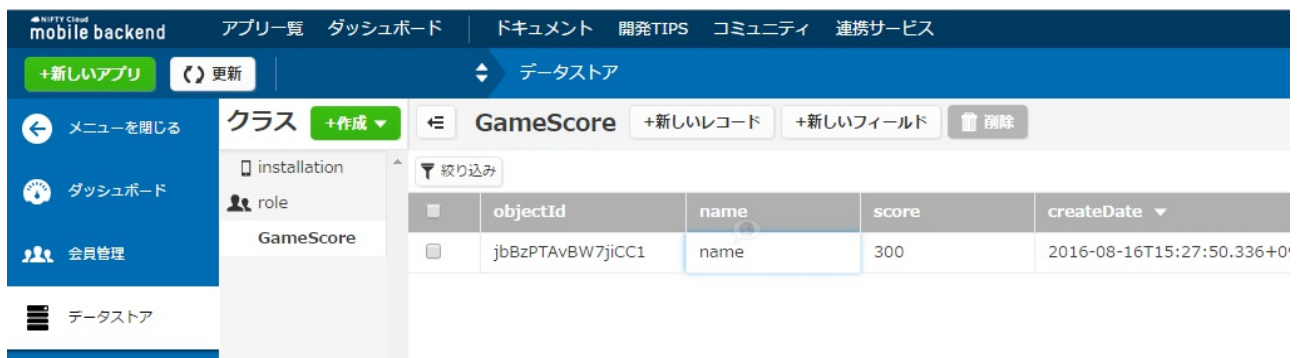 NIFTY Cloud
mobile backend アプリ一覧 ダッシュボード ドキュメント 開発TIPS コミュニティ 連携サービス
+新しいアプリ 更新 データストア
メニューを閉じる クラス +作成 GameScore +新しいレコード +新しいフィールド 削除
installation 絞り込み
ダッシュボード role
objectId name score createDate
会員管理 GameScore jbBzPTAvBW7jiCC1 name 300 2016-08-16T15:27:50.336+09
データストア